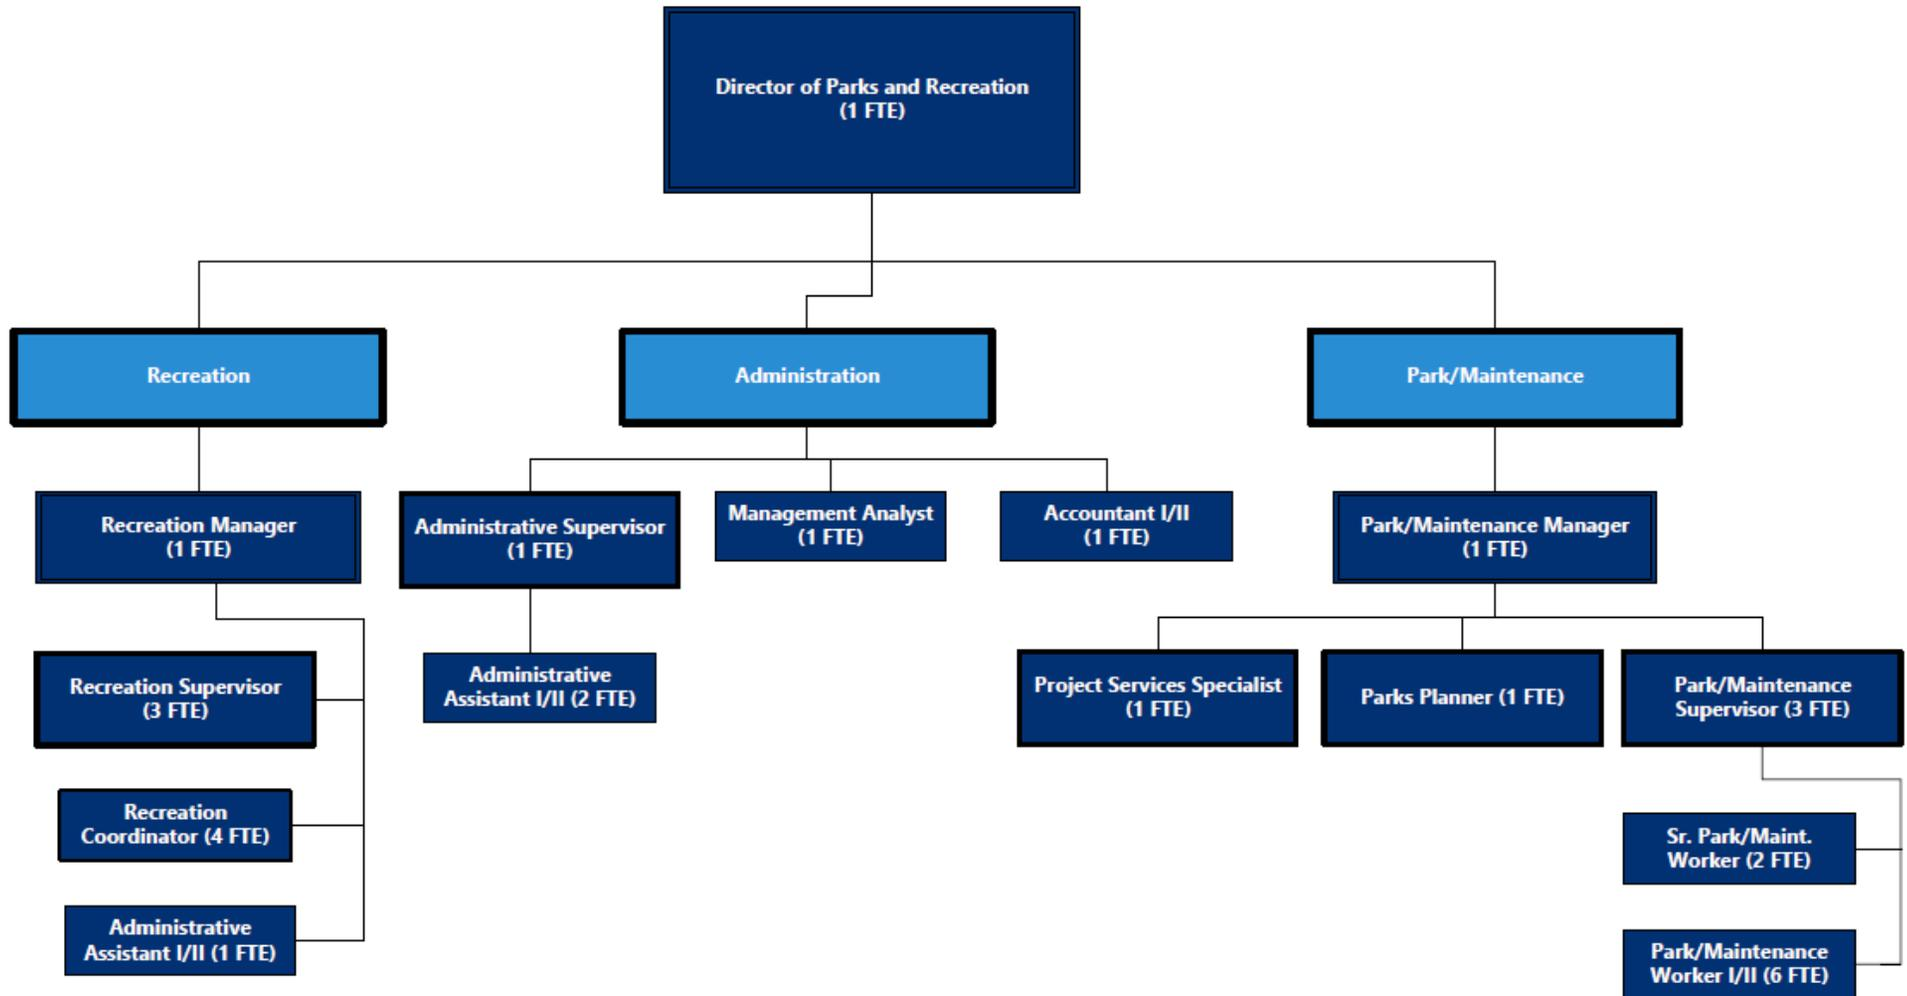 Director of Parks and Recreation
(1 FTE)
Recreation
Administration
Park/Maintenance
Recreation Manager
(1 FTE)
Administrative Supervisor
(1 FTE)
Management Analyst
(1 FTE)
Accountant I/II
(1 FTE)
Park/Maintenance Manager
(1 FTE)
Recreation Supervisor
(3 FTE)
Administrative
Assistant I/II (2 FTE)
Project Services Specialist
(1 FTE)
Parks Planner (1 FTE)
Park/Maintenance
Supervisor (3 FTE)
Recreation
Coordinator (4 FTE)
Sr. Park/Maint.
Worker (2 FTE)
Administrative
Assistant I/II (1 FTE)
Park/Maintenance
Worker I/II (6 FTE)